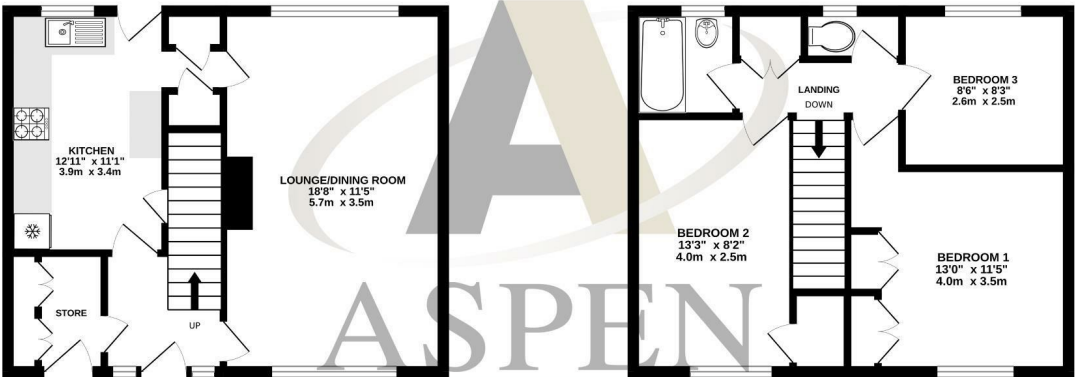 KITCHEN
12'11" x 11'1"
3.9m x 3.4m
LOUNGE/DINING ROOM
18'8" x 11'5"
5.7m x 3.5m
STORE
UP
LANDING
DOWN
BEDROOM 3
8'6" x 8'3"
2.6m x 2.5m
BEDROOM 2
13'3" x 8'2"
4.0m x 2.5m
BEDROOM 1
13'0" x 11'5"
4.0m x 3.5m
A
ASPEN